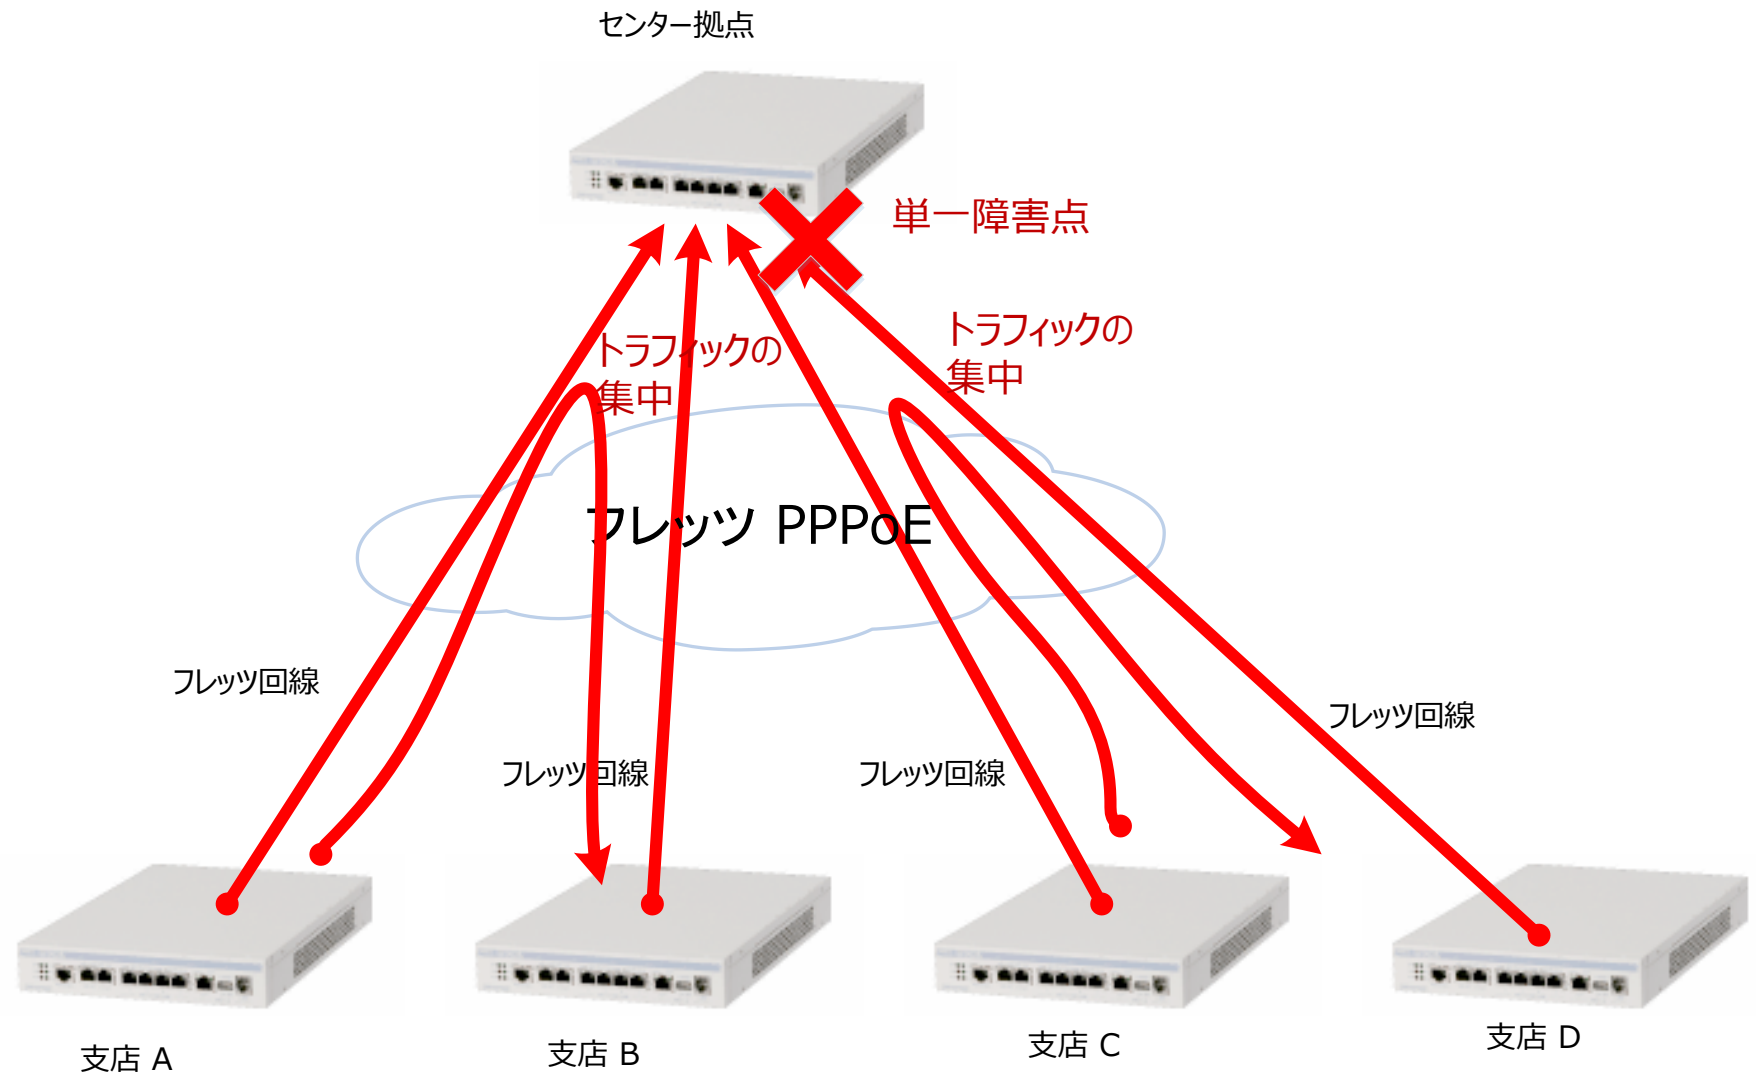 センター拠点
単一障害点
トラフィックの
集中
トラフィックの
集中
フレッツ PPPoE
フレッツ回線
フレッツ回線
フレッツ回線
フレッツ回線
支店 A
支店 B
支店 C
支店 D